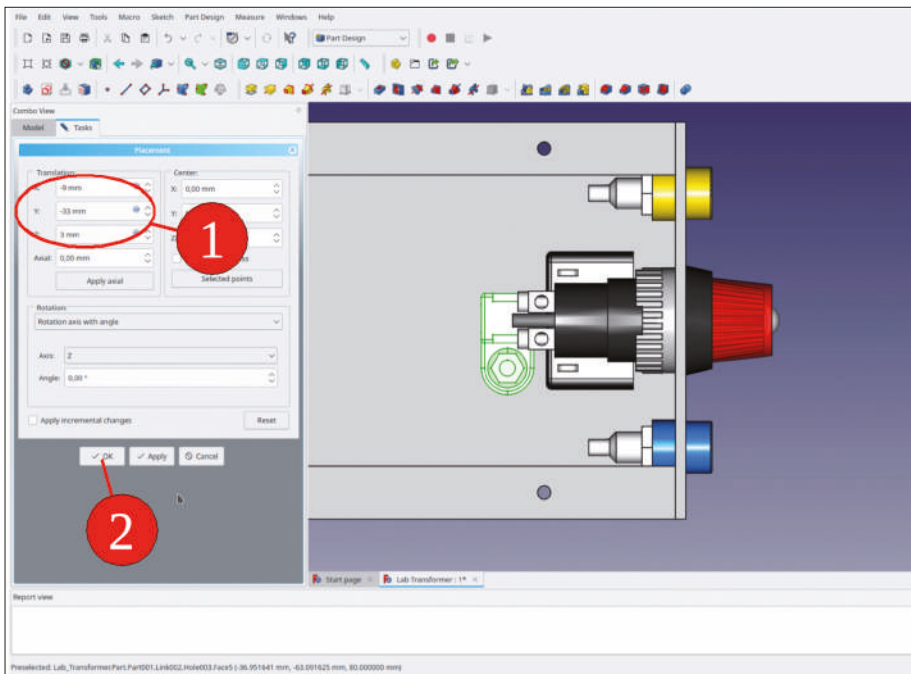 File Edit View Tools Macro Sketch Part Design Measure Windows Help
Part Design
Combo View
Model Tasks
Placement
Translation: Center:
-9 mm X: 0,00 mm
Y: -33 mm Y:
3 mm Z:
1
Axial: 0,00 mm
Apply axial Selected points
Rotation:
Rotation axis with angle
Axis: Z
Angle: 0,00 °
Apply incremental changes Reset
OK Apply Cancel
2
Start page Lab Transformer : 1*
Report view
Preselected: Lab_Transformer.Part.Part001.Link002.Hole003.Face5 (-36.951641 mm, -63.091625 mm, 80.000000 mm)